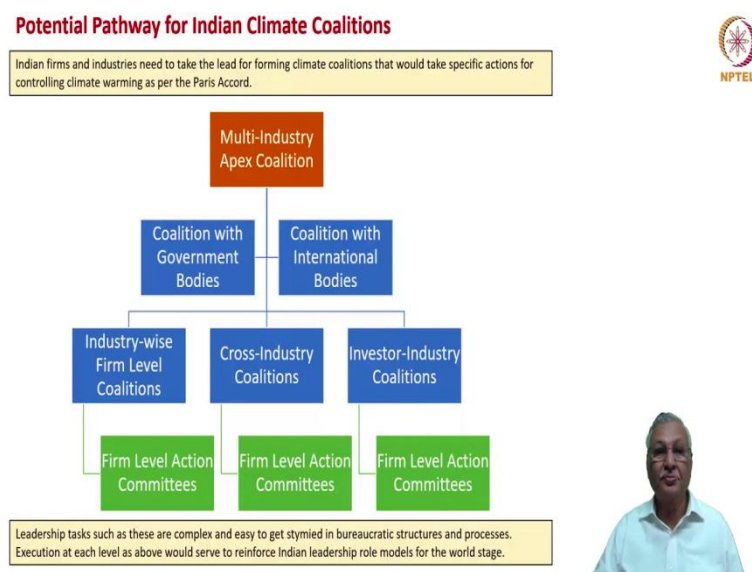 Potential Pathway for Indian Climate Coalitions
NPTEL
Indian firms and industries need to take the lead for forming climate coalitions that would take specific actions for
controlling climate warming as per the Paris Accord.
Multi-Industry
Apex Coalition
Coalition with
Government
Bodies
Coalition with
International
Bodies
Industry-wise
Firm Level
Coalitions
Cross-Industry
Coalitions
Investor-Industry
Coalitions
Firm Level Action
Committees
Firm Level Action
Committees
Firm Level Action
Committees
Leadership tasks such as these are complex and easy to get stymied in bureaucratic structures and processes.
Execution at each level as above would serve to reinforce Indian leadership role models for the world stage.